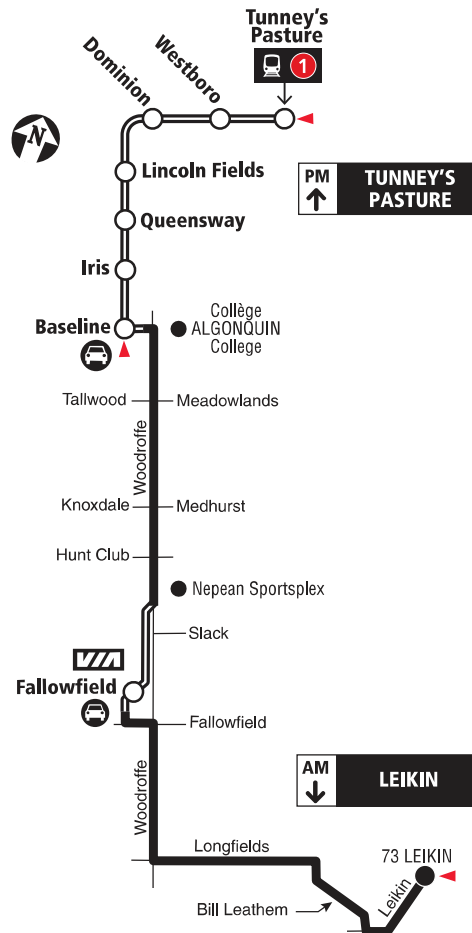 Tunney's
Pasture
1
Dominion
Westboro
N
Lincoln Fields
PM
TUNNEY'S
PASTURE
Queensway
Iris
Baseline
Collège
ALGONQUIN
College
Tallwood
Meadowlands
Woodroffe
Knoxdale
Medhurst
Hunt Club
Nepean Sportsplex
Slack
VIA
Fallowfield
Fallowfield
Woodroffe
AM
LEIKIN
Longfields
73 LEIKIN
Leikin
Bill Leathem